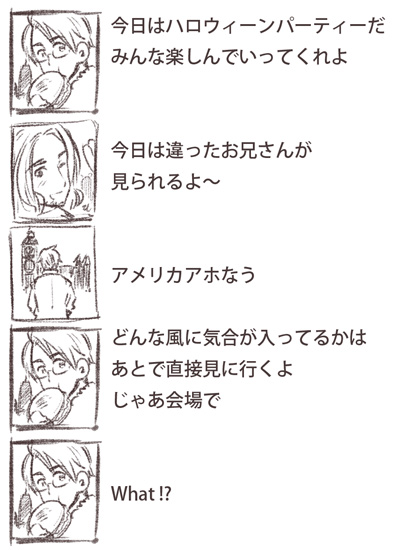 今日はハロウィーンパーティーだ
みんな楽しんでいってくれよ
今日は違ったお兄さんが
見られるよ〜
アメリカアホなう
どんな風に気合が入ってるかは
あとで直接見に行くよ
じゃあ会場で
What !?